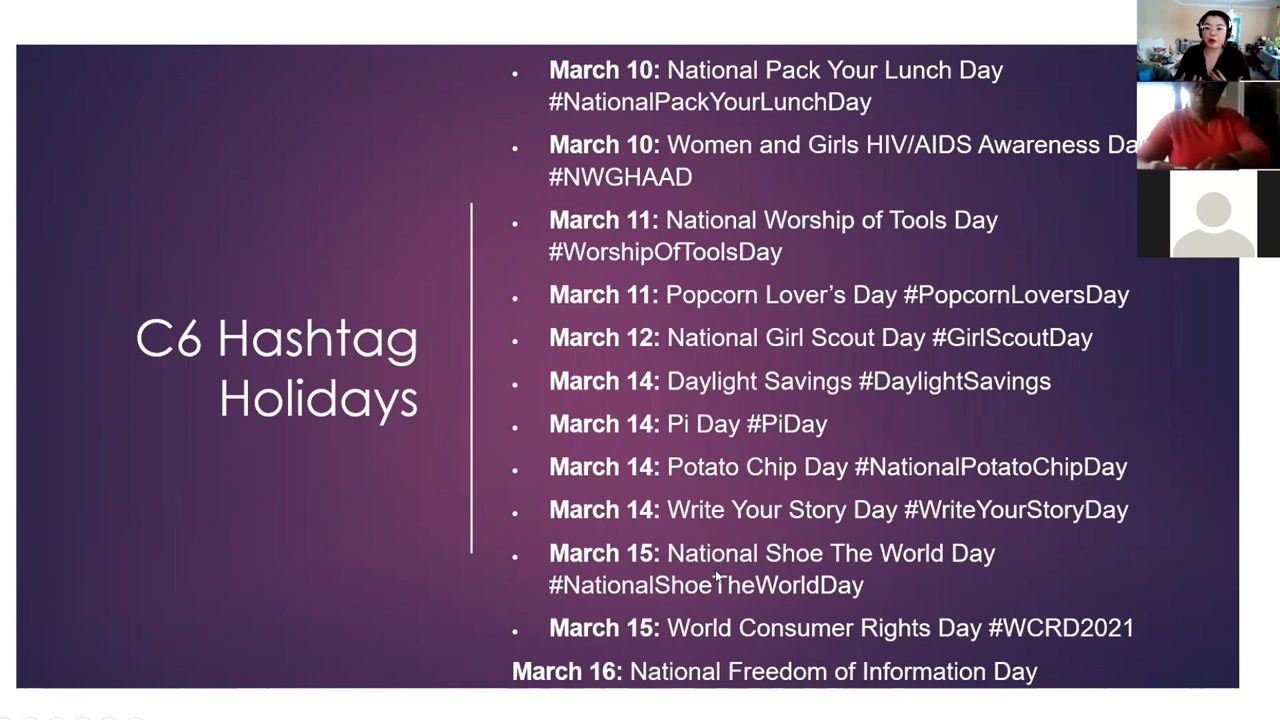 C6 Hashtag
Holidays
March 10: National Pack Your Lunch Day
#NationalPackYourLunchDay
March 10: Women and Girls HIV/AIDS Awareness
#NWGHAAD
March 11: National Worship of Tools Day
#WorshipOfToolsDay
March 11: Popcorn Lover’s Day #PopcornLoversDay
March 12: National Girl Scout Day #GirlScoutDay
March 14: Daylight Savings #DaylightSavings
March 14: Pi Day #PiDay
March 14: Potato Chip Day #NationalPotatoChipDay
March 14: Write Your Story Day #WriteYourStoryDay
March 15: National Shoe The World Day
#NationalShoeTheWorldDay
March 15: World Consumer Rights Day #WCRD2021
March 16: National Freedom of Information Day